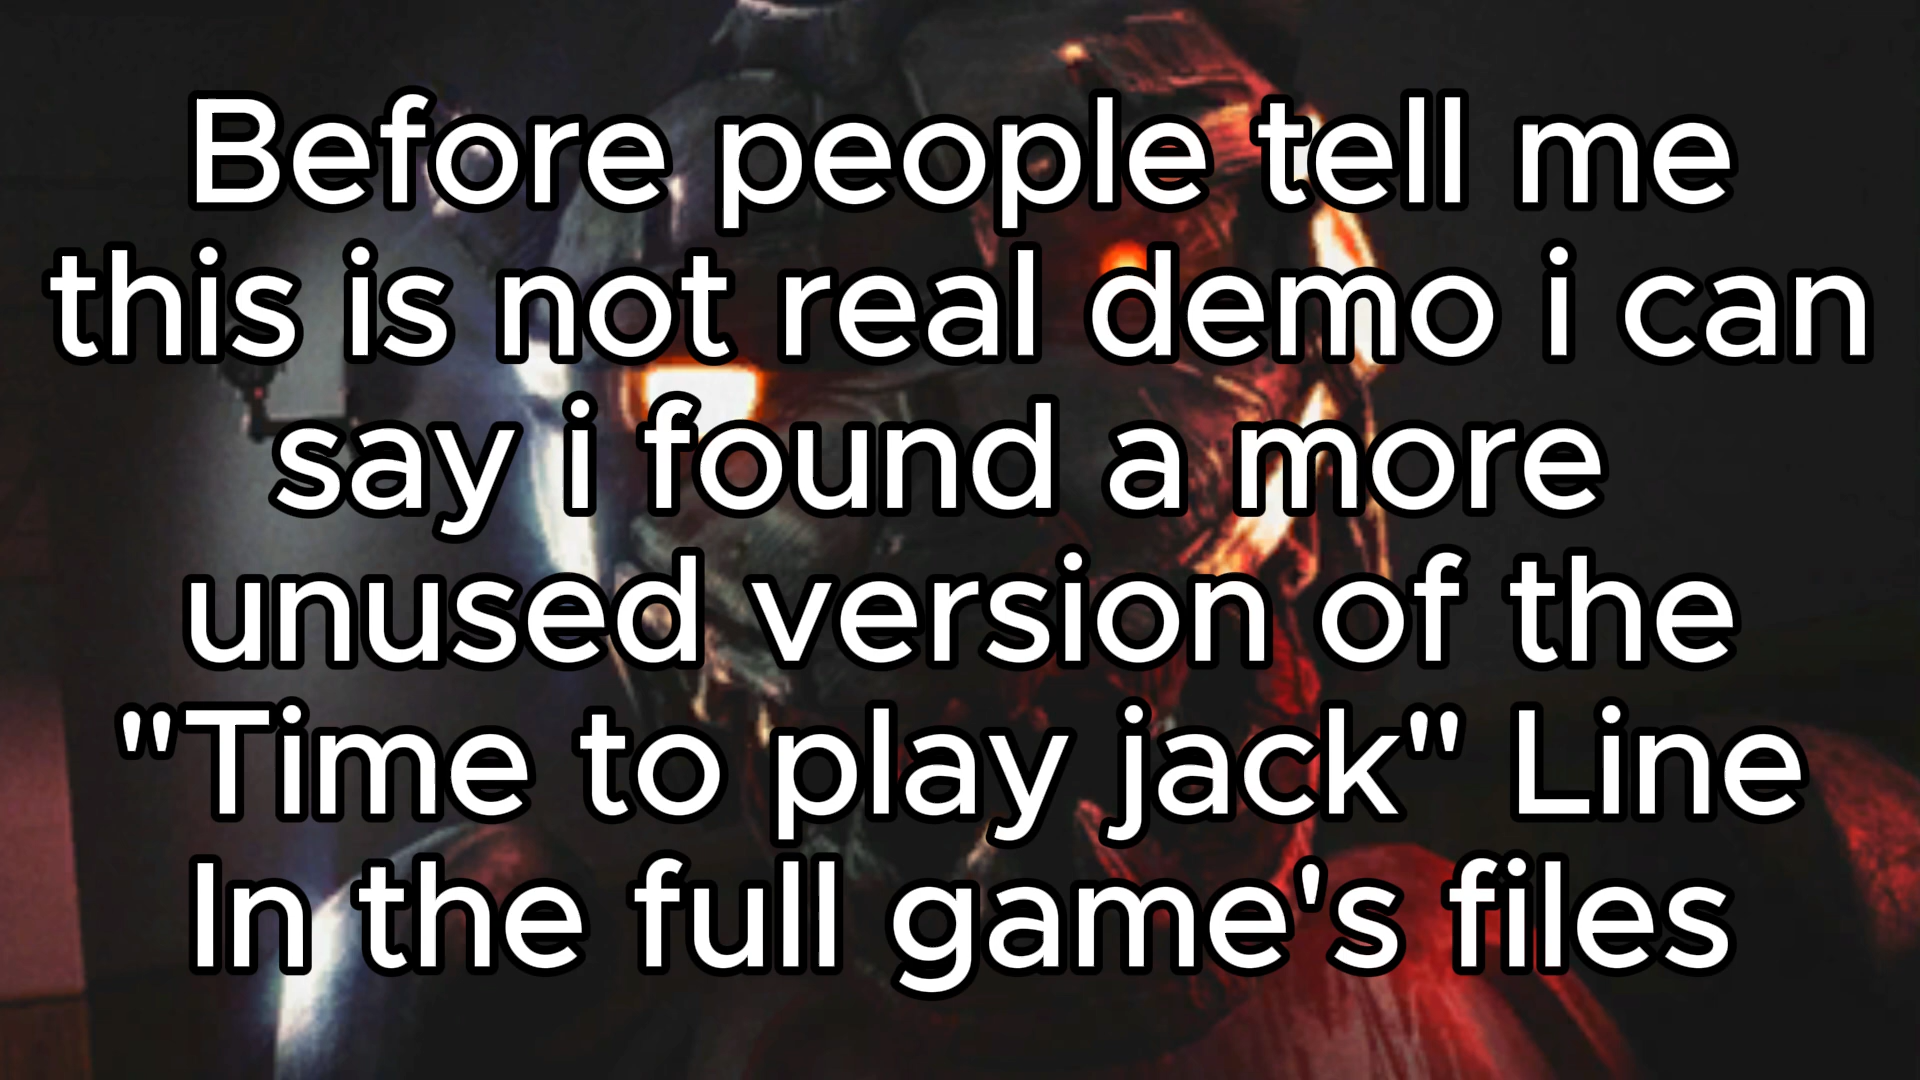 Before people tell me
this is not real demo i can
say i found a more
unused version of the
"Time to play jack" Line
In the full game's files